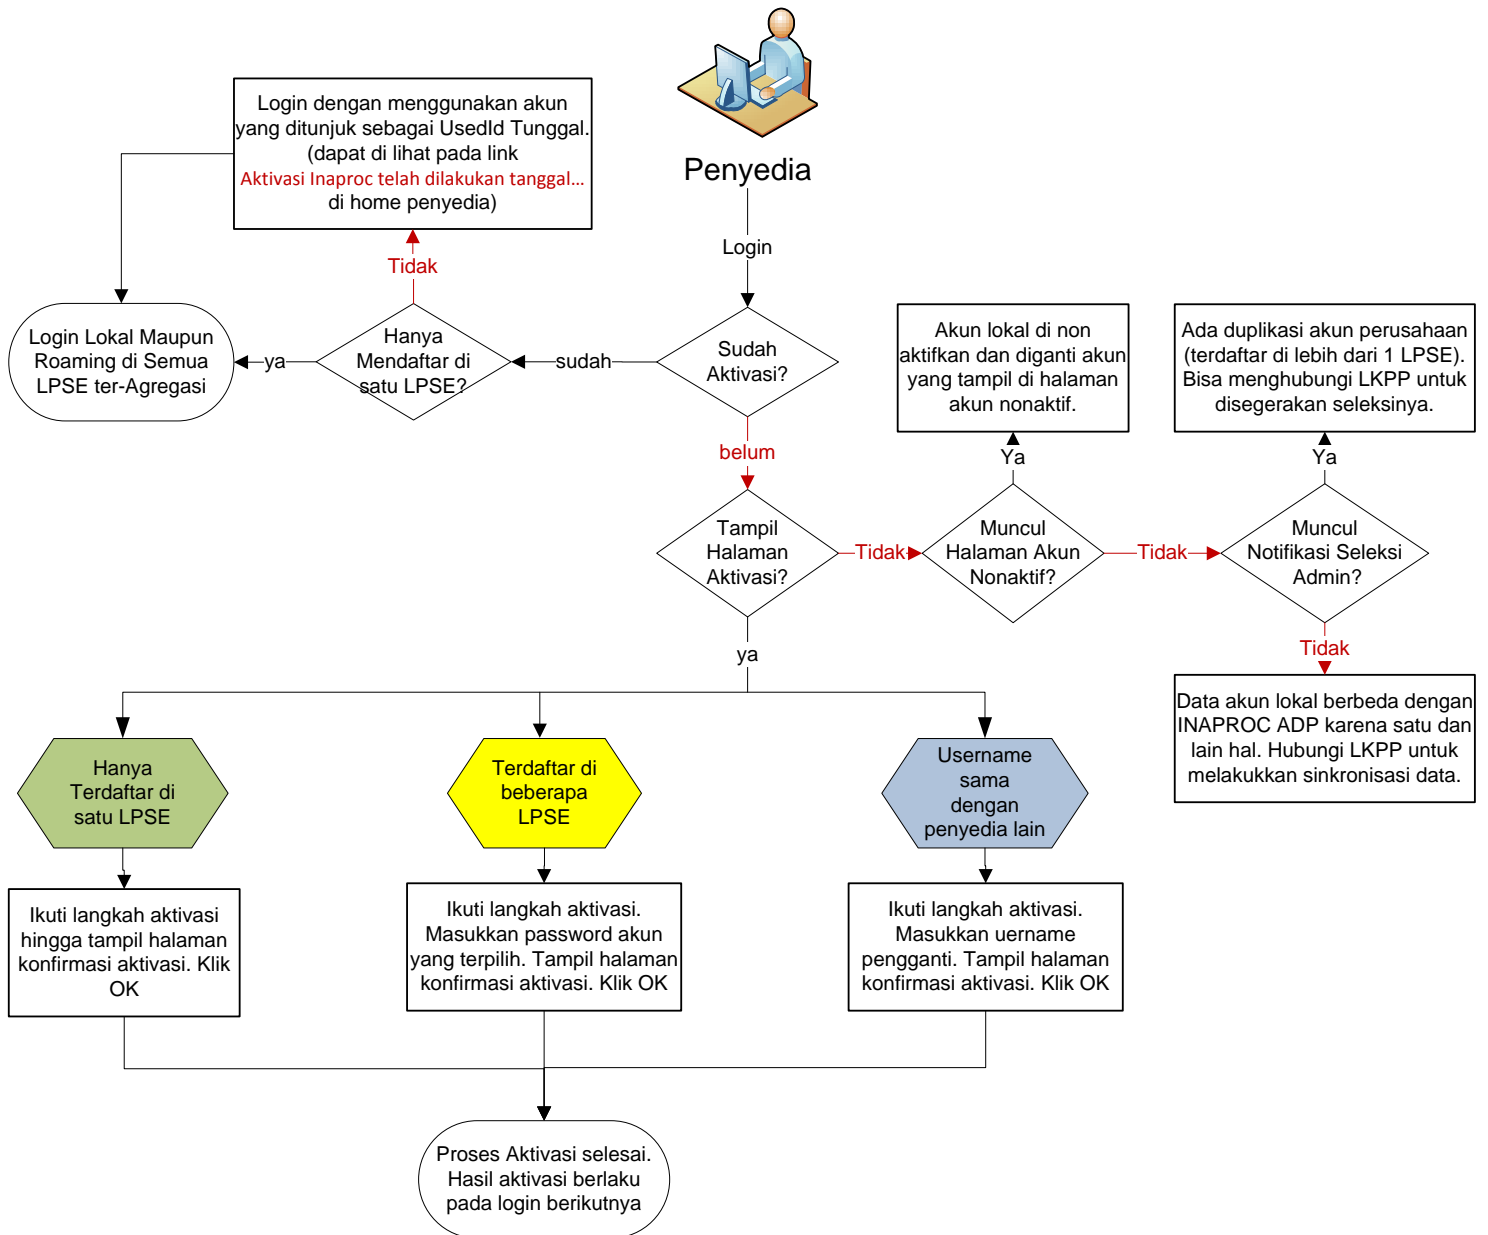 Penyedia
Login
Login dengan menggunakan akun
yang ditunjuk sebagai UsedId Tunggal.
(dapat di lihat pada link
Aktivasi Inaproc telah dilakukan tanggal...
di home penyedia)
Tidak
Login Lokal Maupun
Roaming di Semua
LPSE ter-Agregasi
ya
Hanya
Mendaftar di
satu LPSE?
sudah
Sudah
Aktivasi?
Akun lokal di non
aktifkan dan diganti akun
yang tampil di halaman
akun nonaktif.
Ada duplikasi akun perusahaan
(terdaftar di lebih dari 1 LPSE).
Bisa menghubungi LKPP untuk
disegerakan seleksinya.
belum
Ya
Ya
Tampil
Halaman
Aktivasi?
Tidak
Muncul
Halaman Akun
Nonaktif?
Tidak
Muncul
Notifikasi Seleksi
Admin?
ya
Tidak
Data akun lokal berbeda dengan
INAPROC ADP karena satu dan
lain hal. Hubungi LKPP untuk
melakukkan sinkronisasi data.
Hanya
Terdaftar di
satu LPSE
Terdaftar di
beberapa
LPSE
Username
sama
dengan
penyedia lain
Ikuti langkah aktivasi
hingga tampil halaman
konfirmasi aktivasi. Klik
OK
Ikuti langkah aktivasi.
Masukkan password akun
yang terpilih. Tampil halaman
konfirmasi aktivasi. Klik OK
Ikuti langkah aktivasi.
Masukkan uername
pengganti. Tampil halaman
konfirmasi aktivasi. Klik OK
Proses Aktivasi selesai.
Hasil aktivasi berlaku
pada login berikutnya